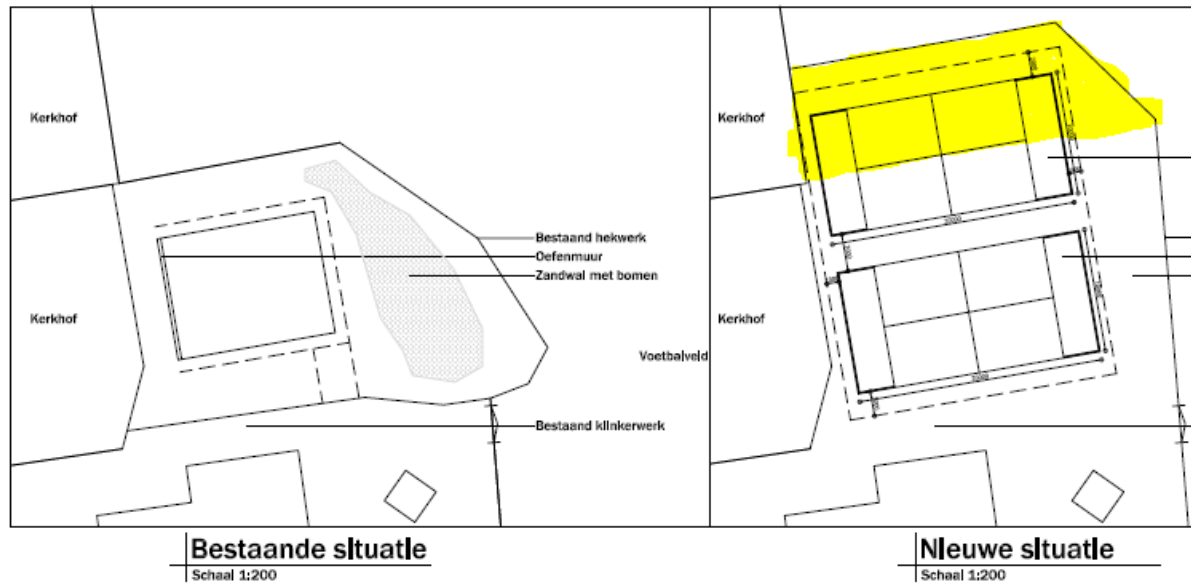 Kerkhof
Kerkhof
Bestaand hekwerk
Oefenmuur
Zandwal met bomen
Voetbalveld
Bestaand klinkerwerk
Kerkhof
Kerkhof
Bestaande situatie
Schaal 1:200
Nieuwe situatie
Schaal 1:200